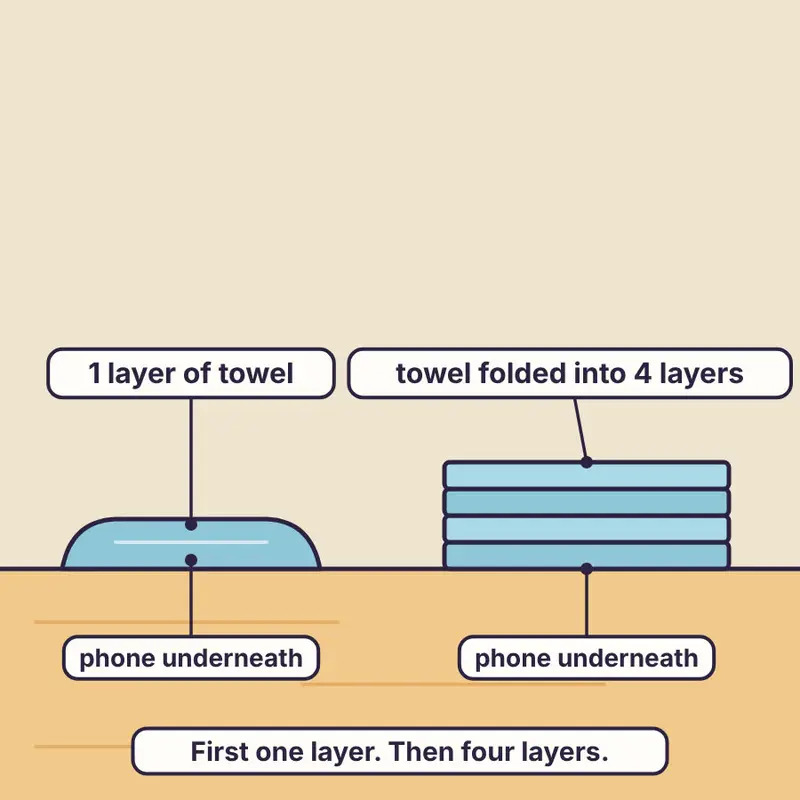 1 layer of towel
towel folded into 4 layers
phone underneath
phone underneath
First one layer. Then four layers.